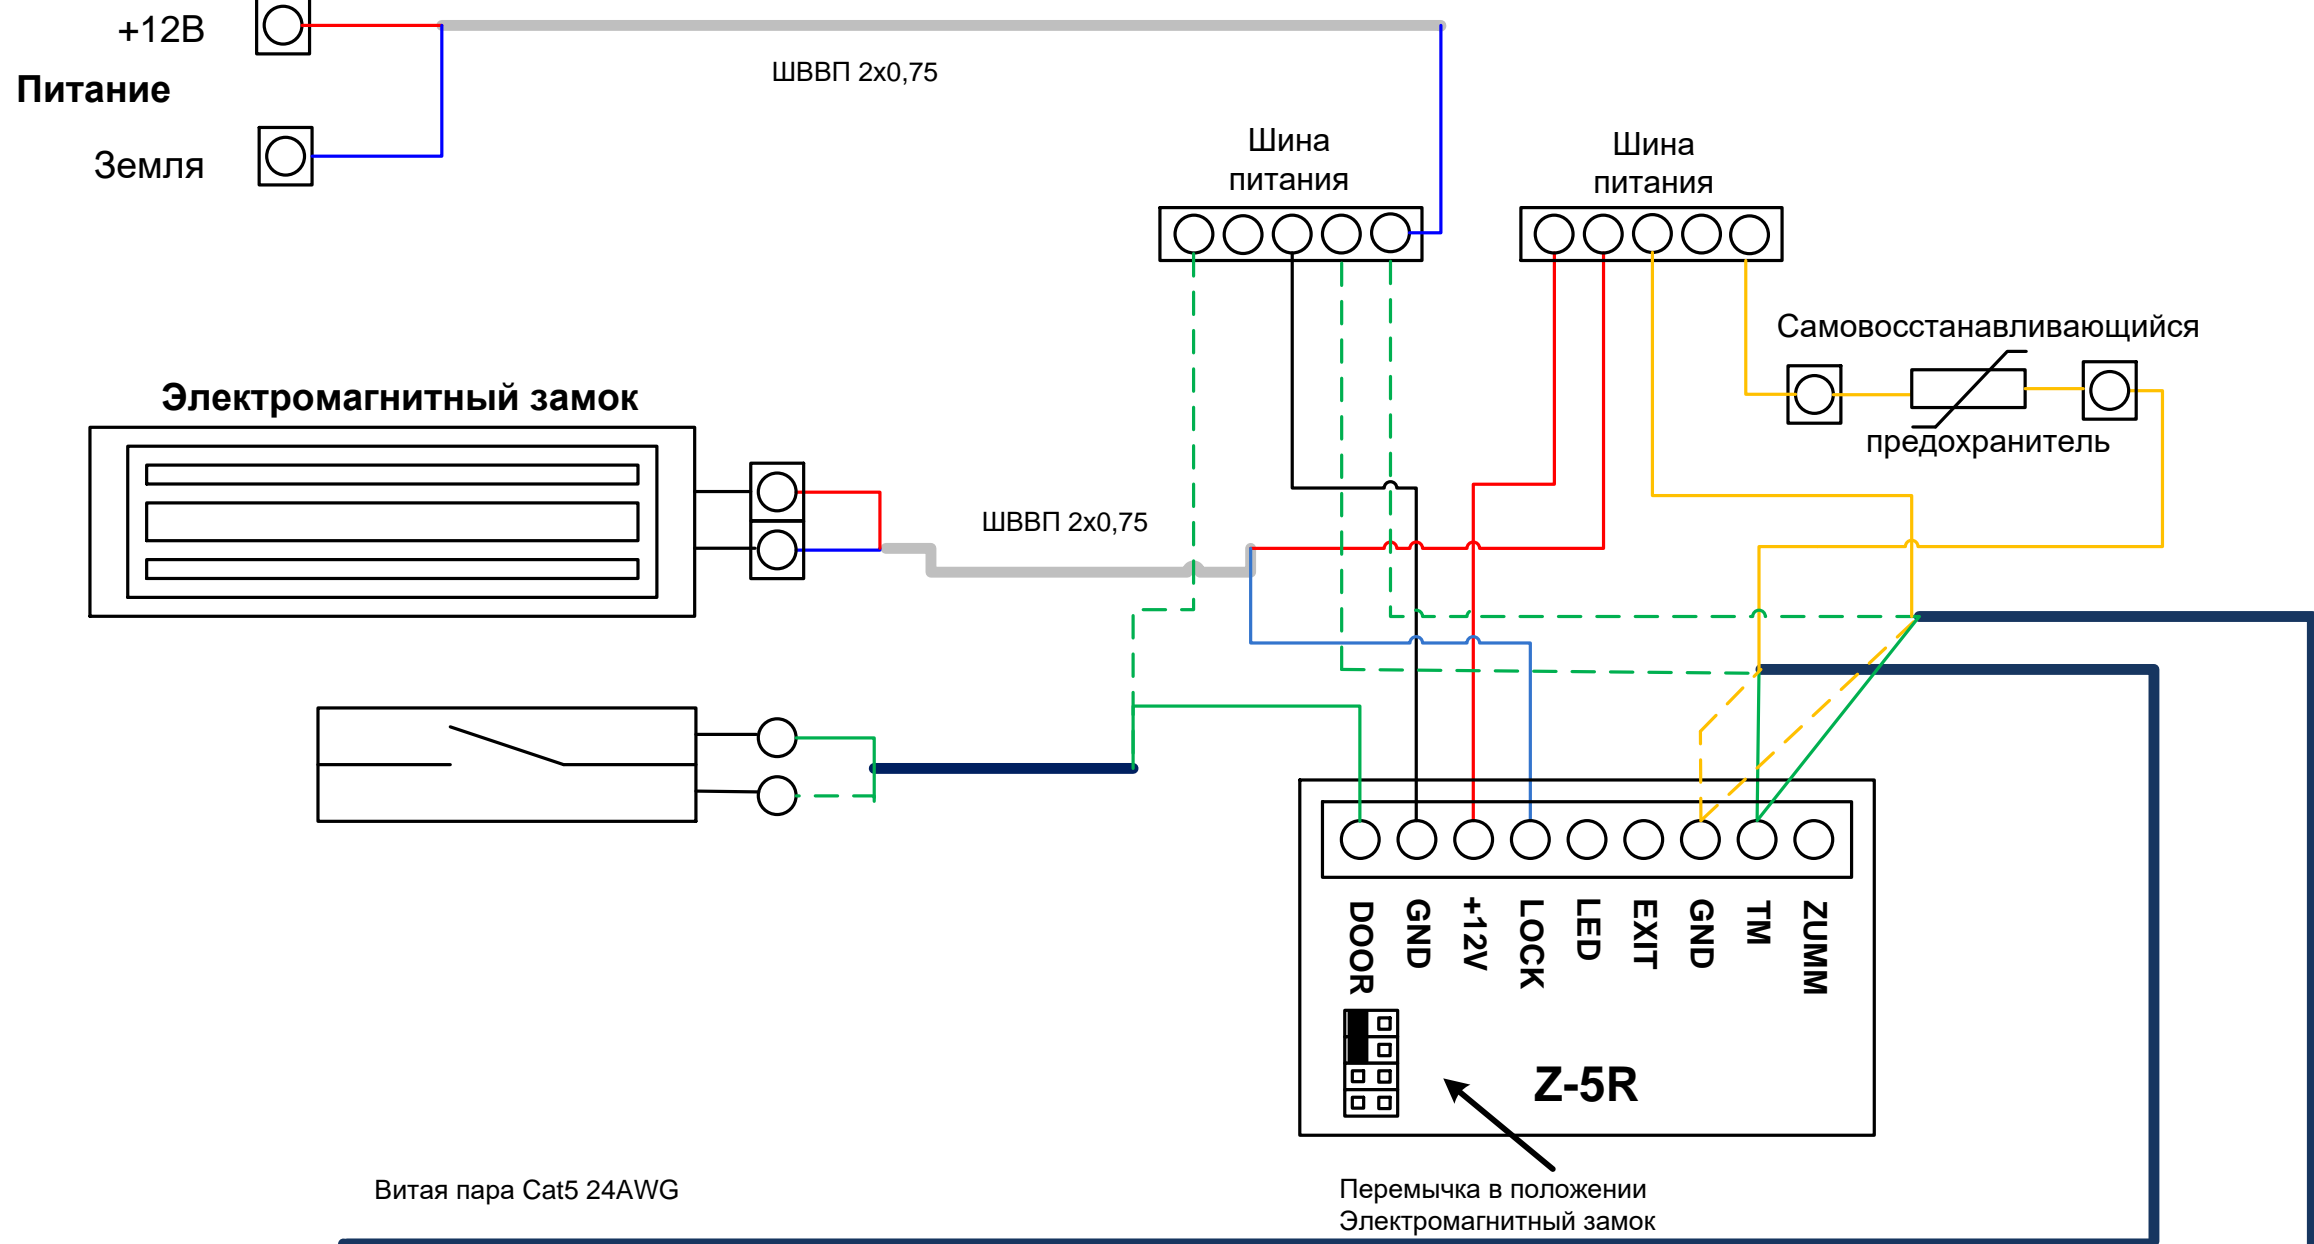 +12В
Питание
Земля
ШВВП 2х0,75
Шина
питания
Шина
питания
Самовосстанавливающийся
предохранитель
Электромагнитный замок
ШВВП 2х0,75
DOOR
GND
+12V
LOCK
LED
EXIT
GND
TM
ZUMM
Z-5R
Витая пара Cat5 24AWG
Перемычка в положении
Электромагнитный замок